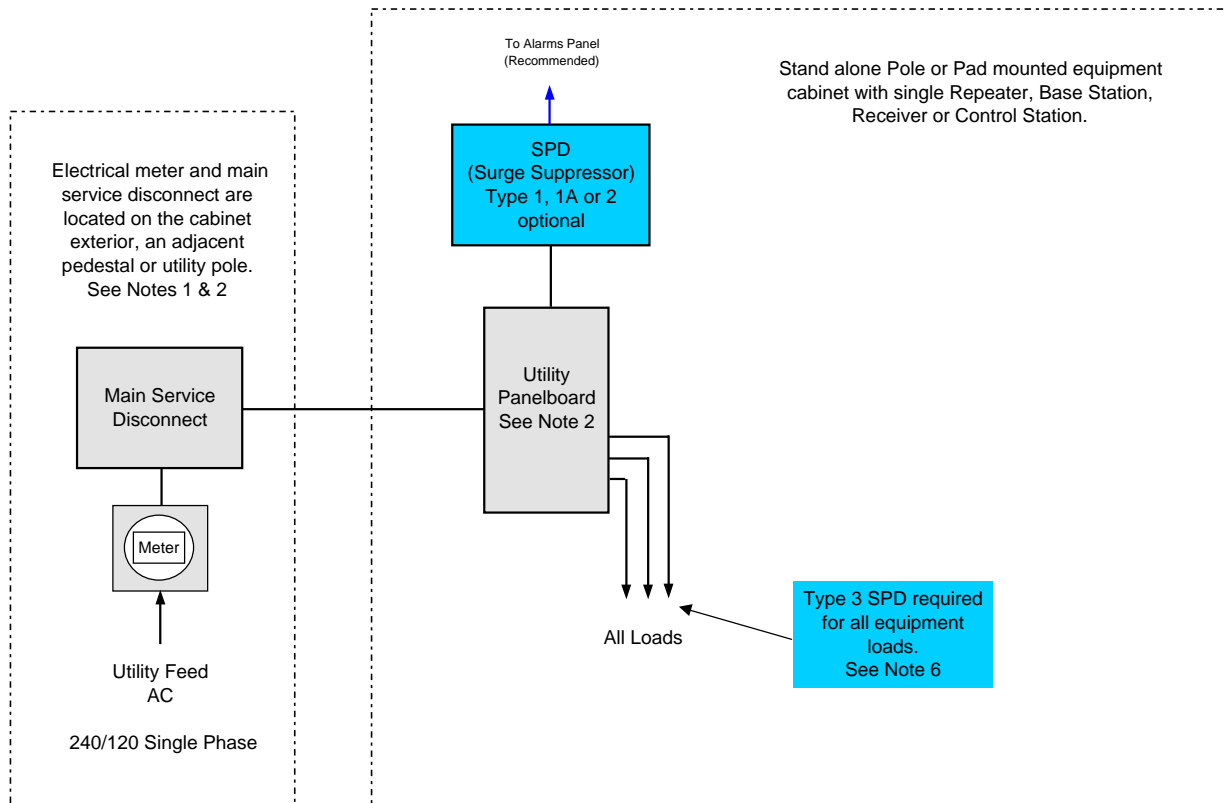 To Alarms Panel
(Recommended)
Stand alone Pole or Pad mounted equipment
cabinet with single Repeater, Base Station,
Receiver or Control Station.
SPD
(Surge Suppressor)
Type 1, 1A or 2
optional
Electrical meter and main
service disconnect are
located on the cabinet
exterior, an adjacent
pedestal or utility pole.
See Notes 1 & 2
Main Service
Disconnect
Utility
Panelboard
See Note 2
Meter
Type 3 SPD required
for all equipment
loads.
See Note 6
All Loads
Utility Feed
AC
240/120 Single Phase